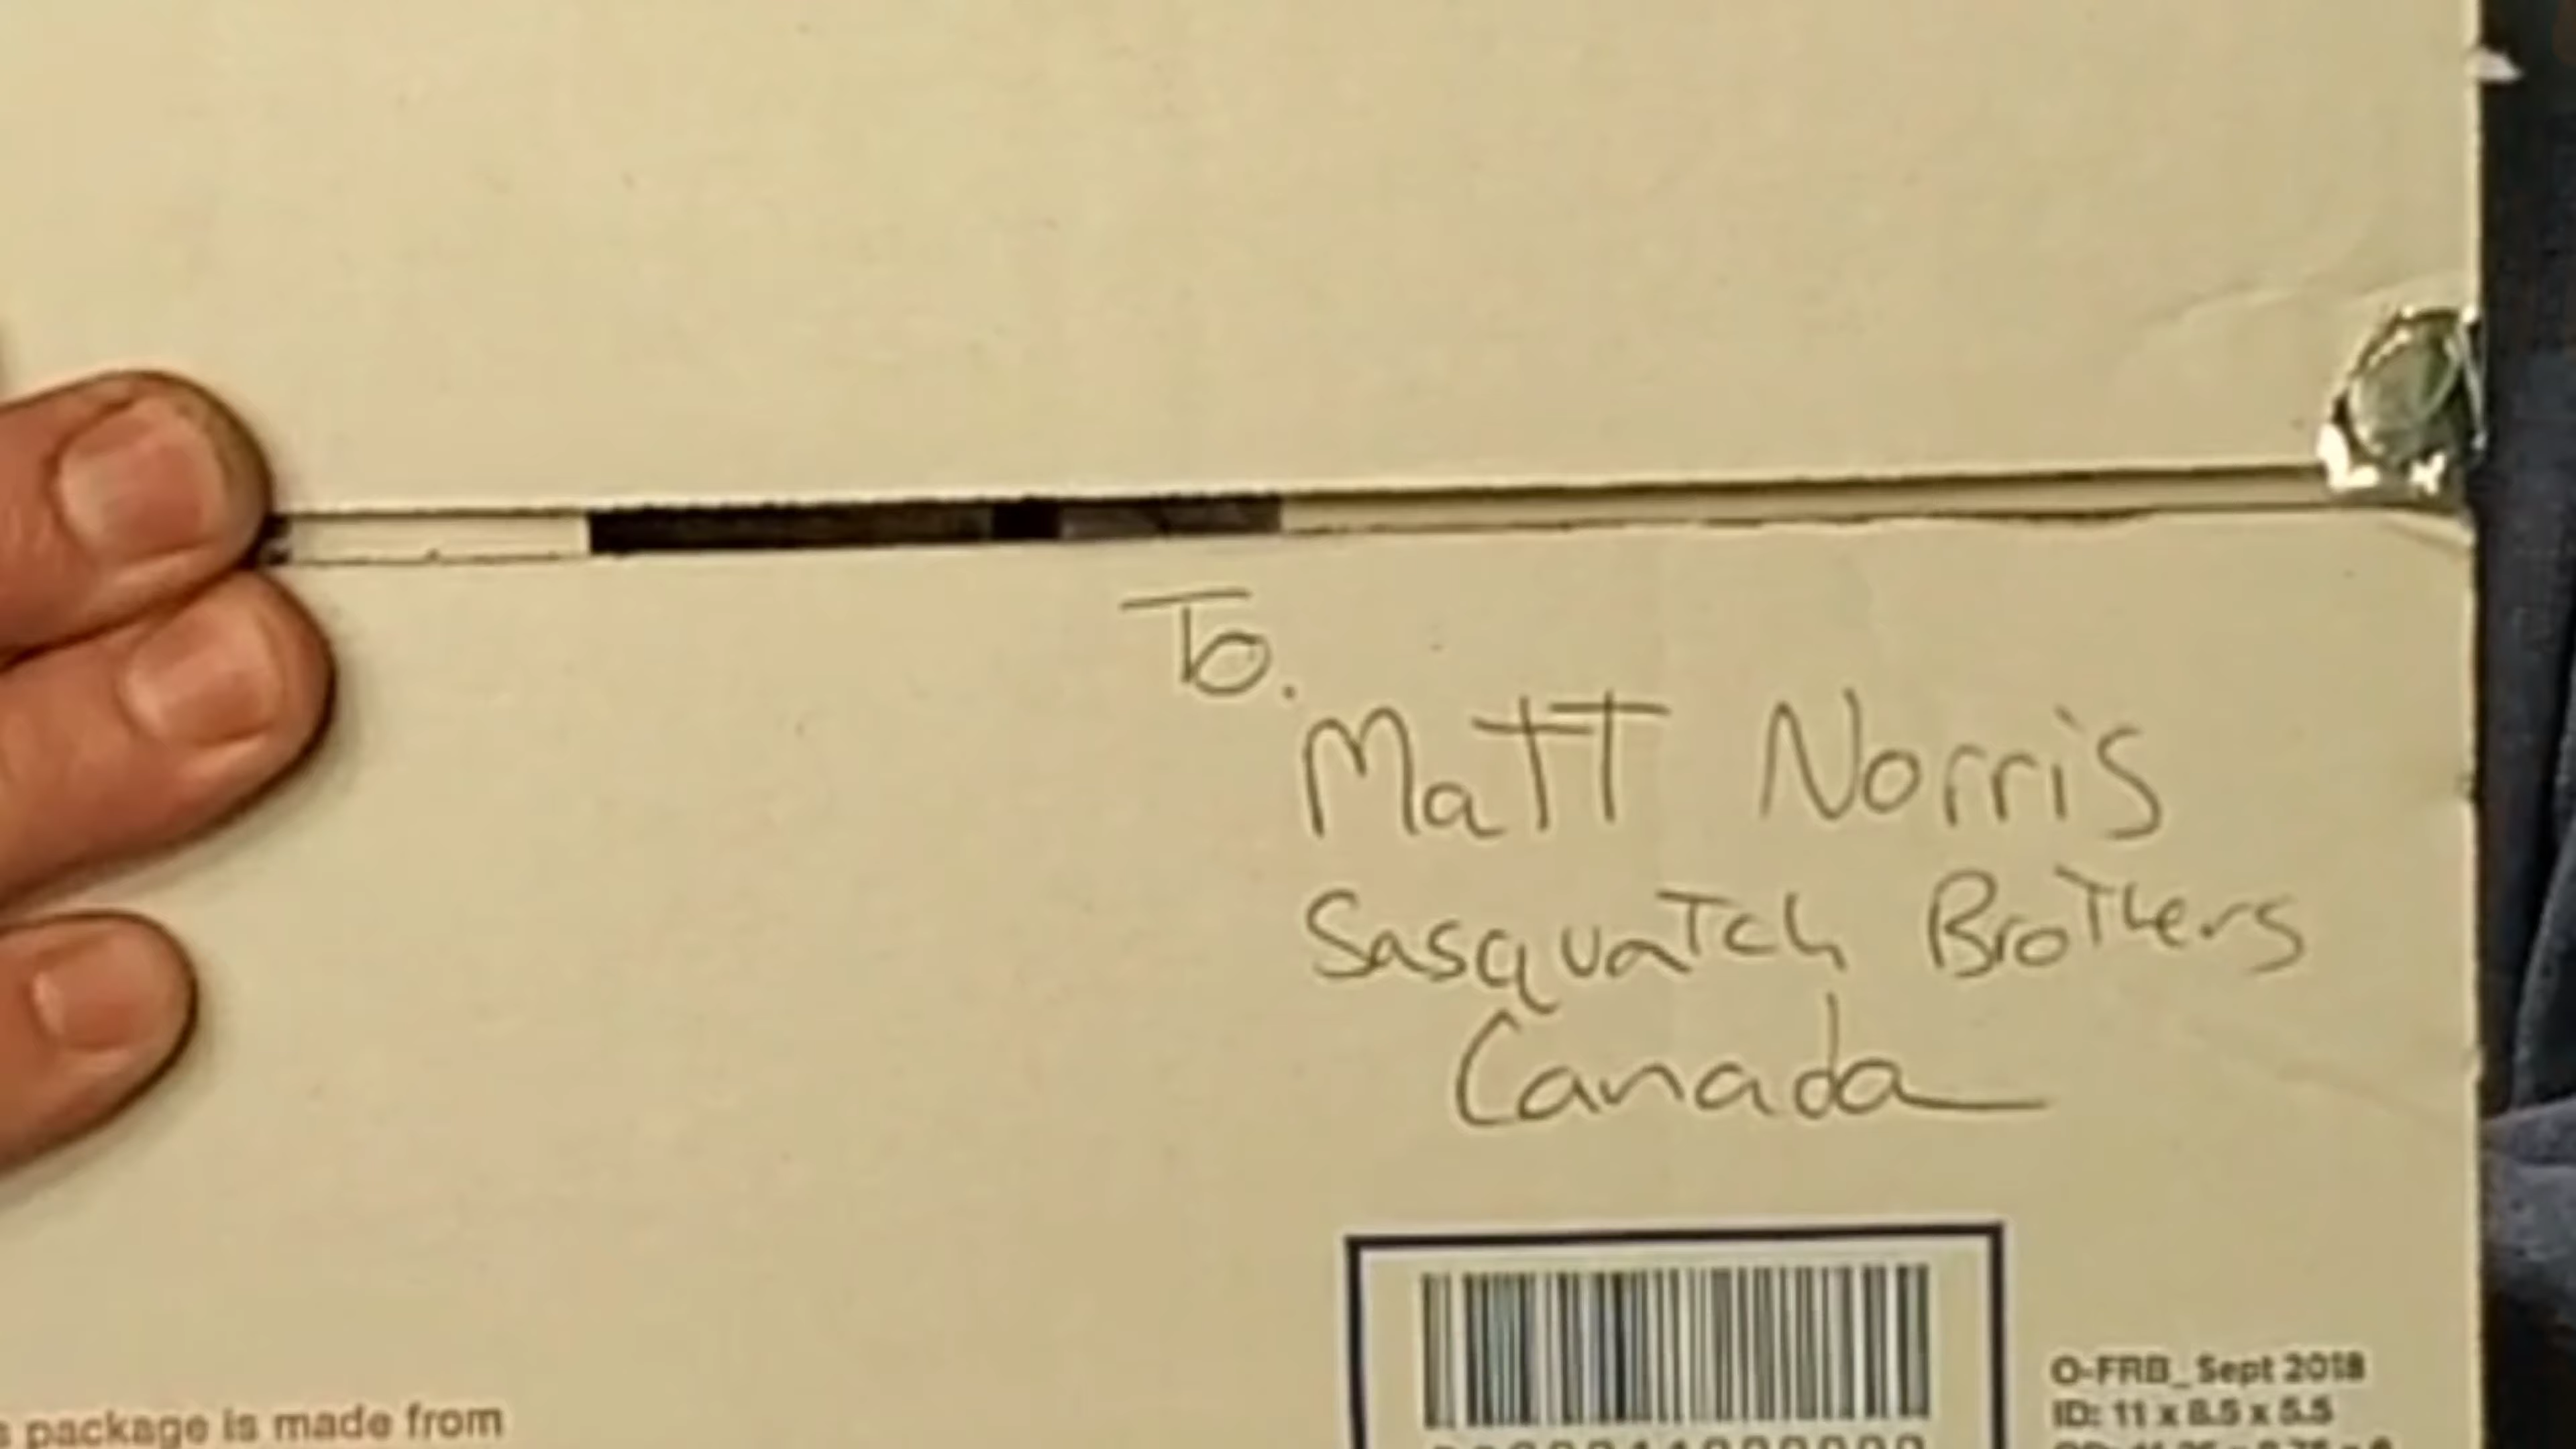 To.
Matt Norris
Sasquatch Brothers
Canada
O-FRB_Sept 2018
ID: 11 x 8.5 x 5.5
package is made from